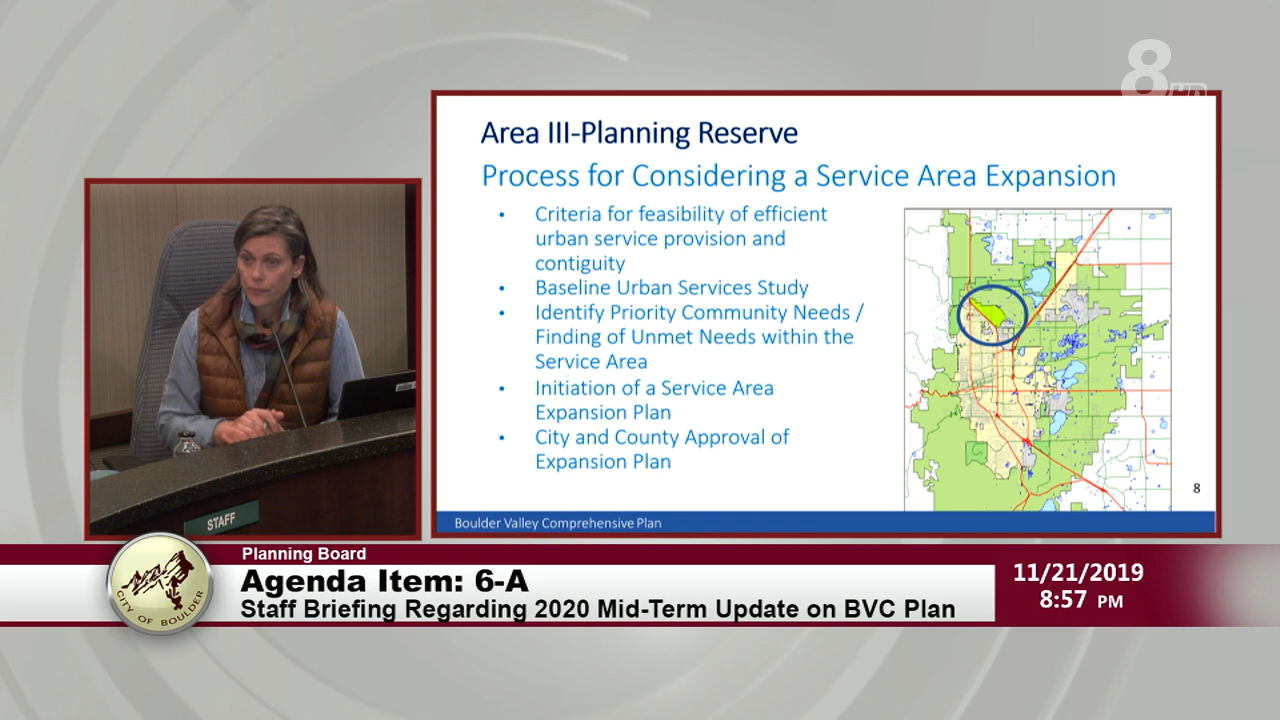 8
HD
Area III-Planning Reserve
Process for Considering a Service Area Expansion
• Criteria for feasibility of efficient
urban service provision and
contiguity
• Baseline Urban Services Study
• Identify Priority Community Needs /
Finding of Unmet Needs within the
Service Area
• Initiation of a Service Area
Expansion Plan
• City and County Approval of
Expansion Plan
8
Boulder Valley Comprehensive Plan
STAFF
Planning Board
Agenda Item: 6-A
Staff Briefing Regarding 2020 Mid-Term Update on BVC Plan
11/21/2019
8:57 PM
CITY OF BOULDER